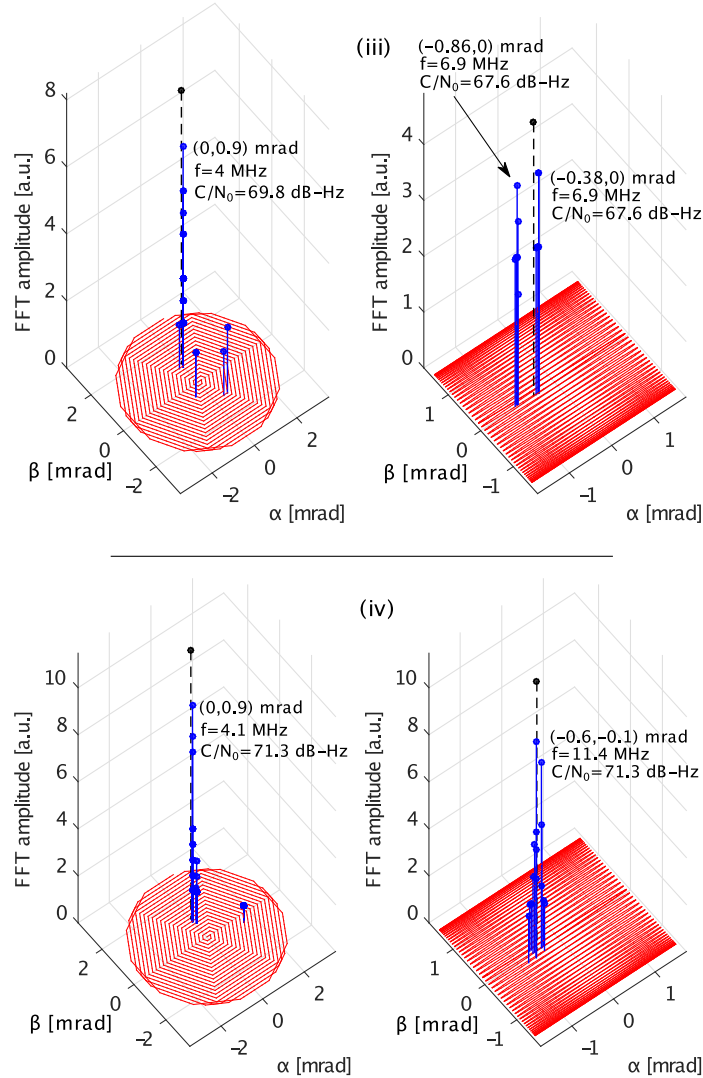 (iii)
8
6
4
2
0
FFT amplitude [a.u.]
(0,0.9) mrad
f=4 MHz
C/N₀=69.8 dB−Hz
2
0
−2
β [mrad]
−2
0
2
α [mrad]
(−0.86,0) mrad
f=6.9 MHz
C/N₀=67.6 dB−Hz
4
3
2
1
0
FFT amplitude [a.u.]
(−0.38,0) mrad
f=6.9 MHz
C/N₀=67.6 dB−Hz
1
0
−1
β [mrad]
−1
0
1
α [mrad]
(iv)
10
8
6
4
2
0
FFT amplitude [a.u.]
(0,0.9) mrad
f=4.1 MHz
C/N₀=71.3 dB−Hz
2
0
−2
β [mrad]
−2
0
2
α [mrad]
10
8
6
4
2
0
FFT amplitude [a.u.]
(−0.6,−0.1) mrad
f=11.4 MHz
C/N₀=71.3 dB−Hz
1
0
−1
β [mrad]
−1
0
1
α [mrad]